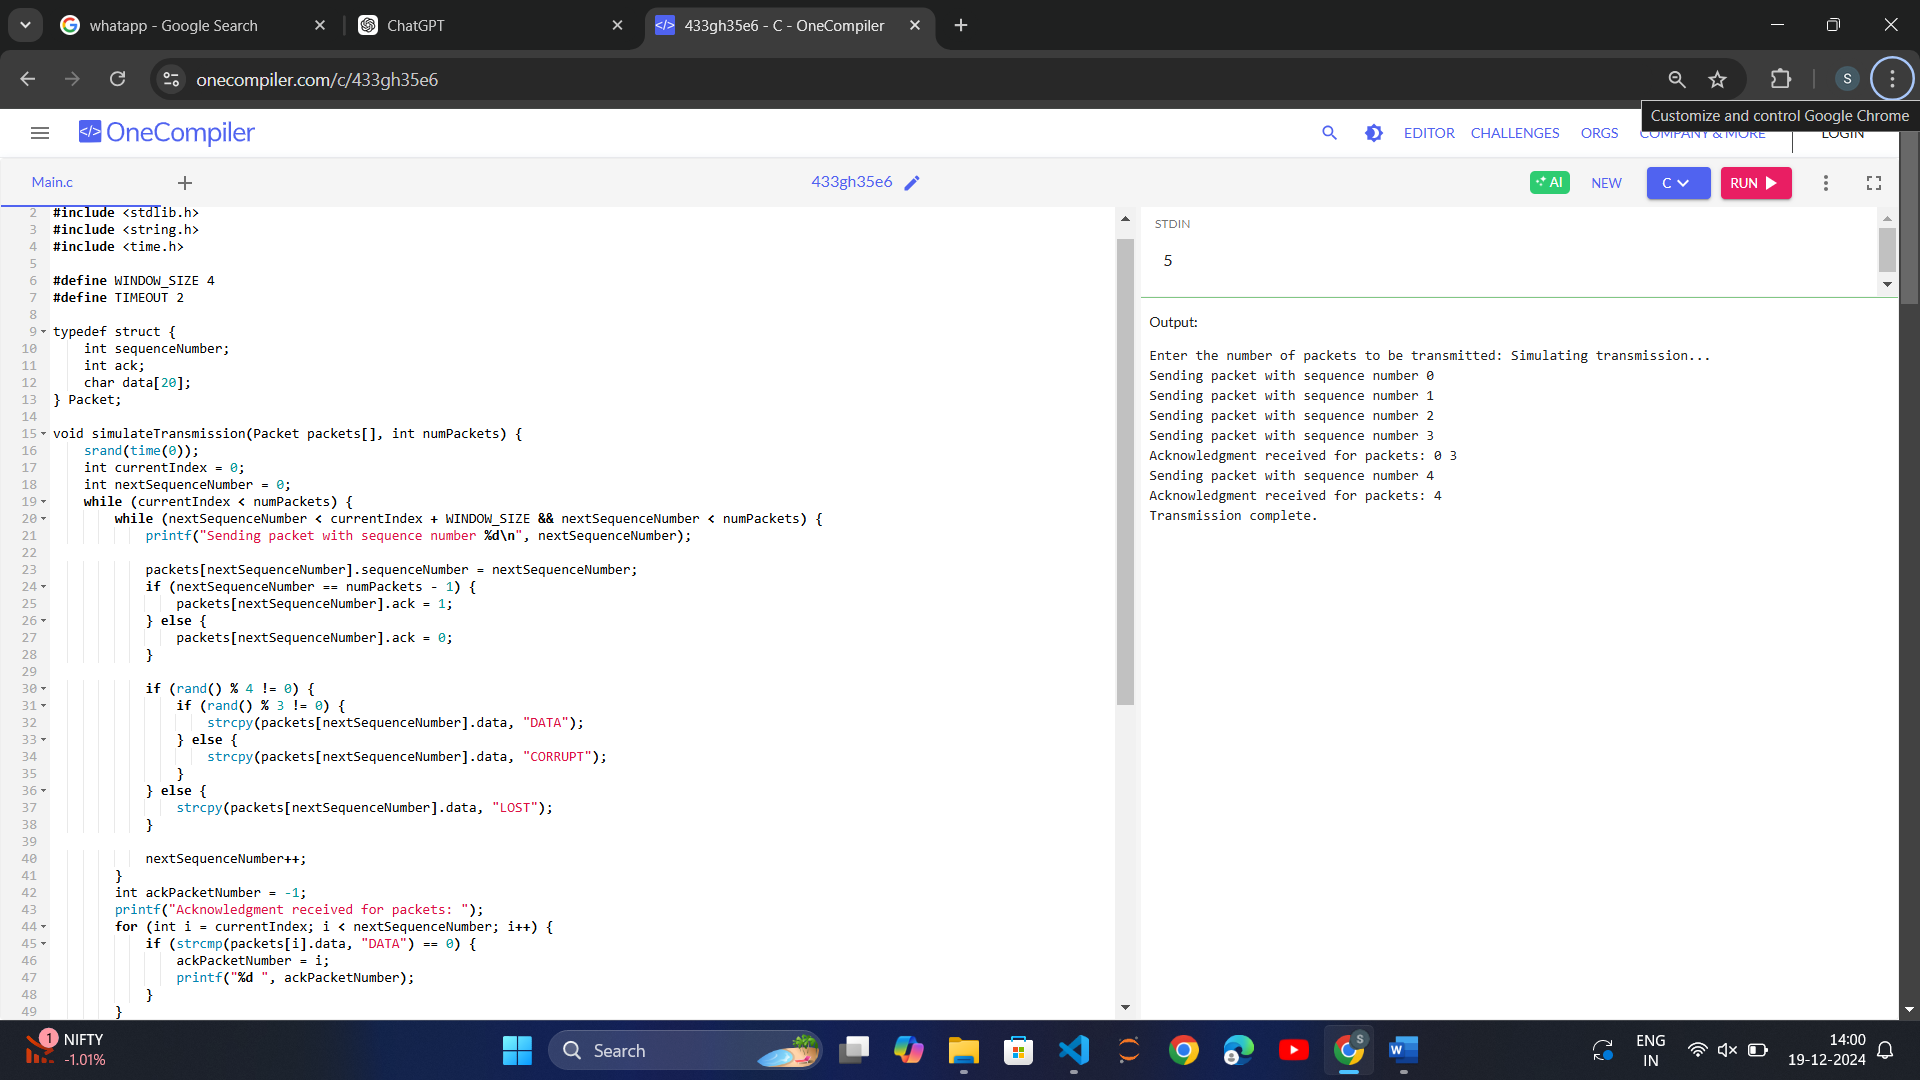 whatapp - Google Search
ChatGPT
433gh35e6 - C - OneCompiler
onecompiler.com/c/433gh35e6
S
Customize and control Google Chrome
</> OneCompiler
EDITOR
CHALLENGES
ORGS
COMPANY & MORE
LOGIN
Main.c
433gh35e6
AI
NEW
C
RUN
2 #include <stdlib.h>
3 #include <string.h>
4 #include <time.h>
5
6 #define WINDOW_SIZE 4
7 #define TIMEOUT 2
8
9 typedef struct {
10     int sequenceNumber;
11     int ack;
12     char data[20];
13 } Packet;
14
15 void simulateTransmission(Packet packets[], int numPackets) {
16     srand(time(0));
17     int currentIndex = 0;
18     int nextSequenceNumber = 0;
19     while (currentIndex < numPackets) {
20         while (nextSequenceNumber < currentIndex + WINDOW_SIZE && nextSequenceNumber < numPackets) {
21             printf("Sending packet with sequence number %d\n", nextSequenceNumber);
22
23             packets[nextSequenceNumber].sequenceNumber = nextSequenceNumber;
24             if (nextSequenceNumber == numPackets - 1) {
25                 packets[nextSequenceNumber].ack = 1;
26             } else {
27                 packets[nextSequenceNumber].ack = 0;
28             }
29
30             if (rand() % 4 != 0) {
31                 if (rand() % 3 != 0) {
32                     strcpy(packets[nextSequenceNumber].data, "DATA");
33                 } else {
34                     strcpy(packets[nextSequenceNumber].data, "CORRUPT");
35                 }
36             } else {
37                 strcpy(packets[nextSequenceNumber].data, "LOST");
38             }
39
40             nextSequenceNumber++;
41         }
42         int ackPacketNumber = -1;
43         printf("Acknowledgment received for packets: ");
44         for (int i = currentIndex; i < nextSequenceNumber; i++) {
45             if (strcmp(packets[i].data, "DATA") == 0) {
46                 ackPacketNumber = i;
47                 printf("%d ", ackPacketNumber);
48             }
49         }
STDIN
5
Output:
Enter the number of packets to be transmitted: Simulating transmission...
Sending packet with sequence number 0
Sending packet with sequence number 1
Sending packet with sequence number 2
Sending packet with sequence number 3
Acknowledgment received for packets: 0 3
Sending packet with sequence number 4
Acknowledgment received for packets: 4
Transmission complete.
1
NIFTY
-1.01%
Search
S
W
ENG
IN
14:00
19-12-2024